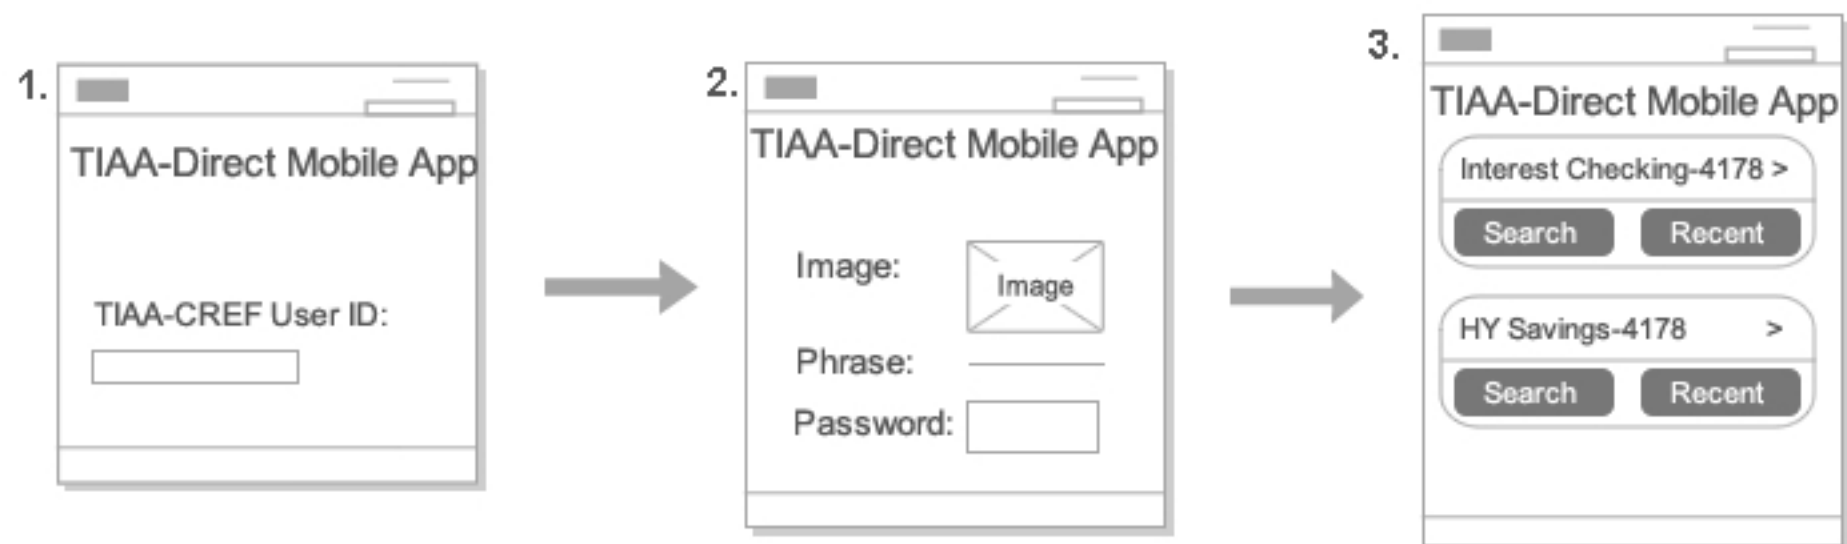 1.
TIAA-Direct Mobile App
TIAA-CREF User ID:
2.
TIAA-Direct Mobile App
Image:
Image
Phrase:
Password:
3.
TIAA-Direct Mobile App
Interest Checking-4178 >
Search Recent
HY Savings-4178 >
Search Recent